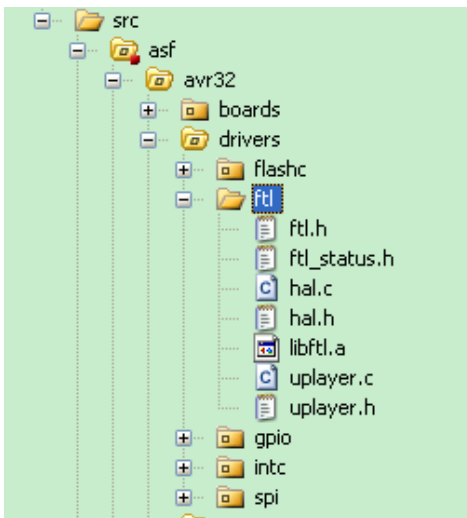 src
asf
avr32
boards
drivers
flashc
ftl
ftl.h
ftl_status.h
hal.c
hal.h
libftl.a
uplayer.c
uplayer.h
gpio
intc
spi